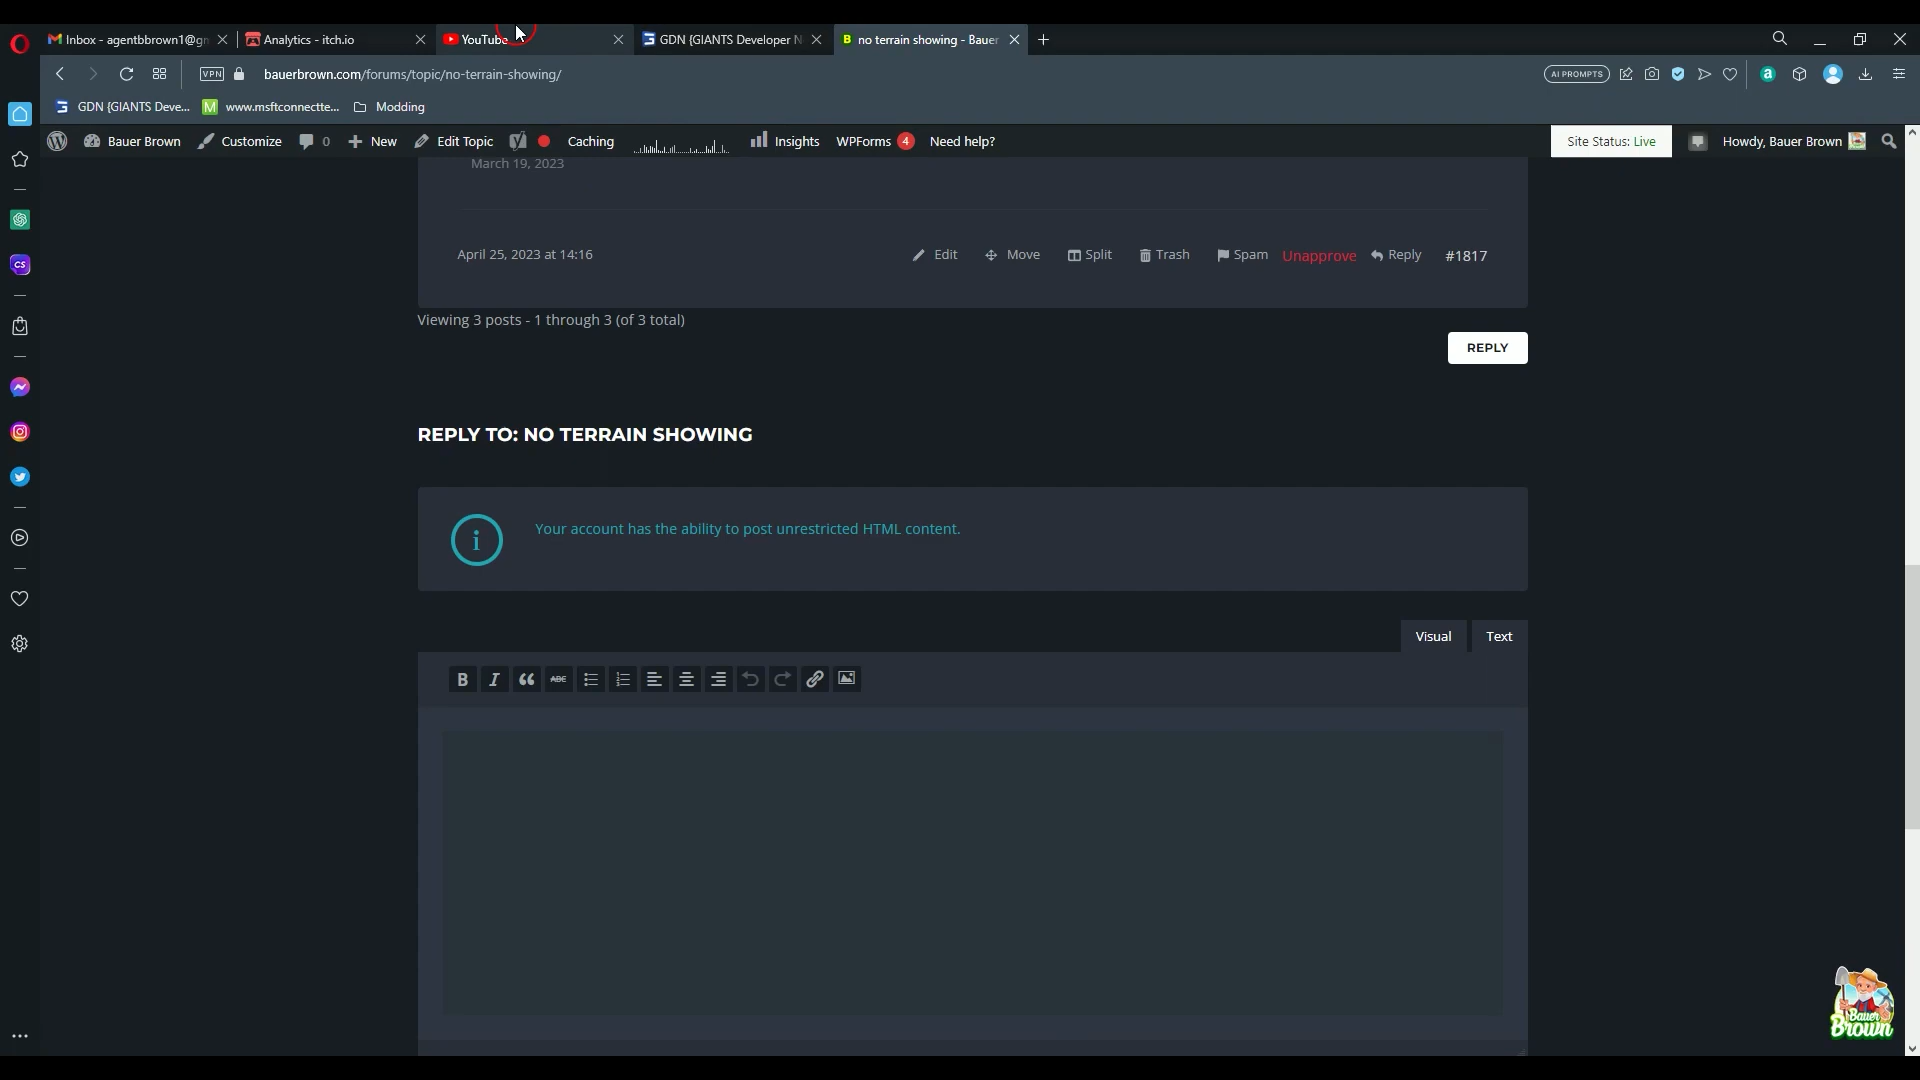 Inbox - agentbbrown1@gm
Analytics - itch.io
YouTube
GDN {GIANTS Developer N
B no terrain showing - Bauer
VPN
bauerbrown.com/forums/topic/no-terrain-showing/
AI PROMPTS
a
GDN {GIANTS Deve...
M www.msftconnectte...
Modding
Bauer Brown
Customize
0
New
Edit Topic
Caching
Insights
WPForms 4
Need help?
Site Status: Live
Howdy, Bauer Brown
March 19, 2023
CS
April 25, 2023 at 14:16
Edit
Move
Split
Trash
Spam
Unapprove
Reply
#1817
Viewing 3 posts - 1 through 3 (of 3 total)
REPLY
REPLY TO: NO TERRAIN SHOWING
i
Your account has the ability to post unrestricted HTML content.
Visual
Text
B
I
ABC
Bauer
Brown